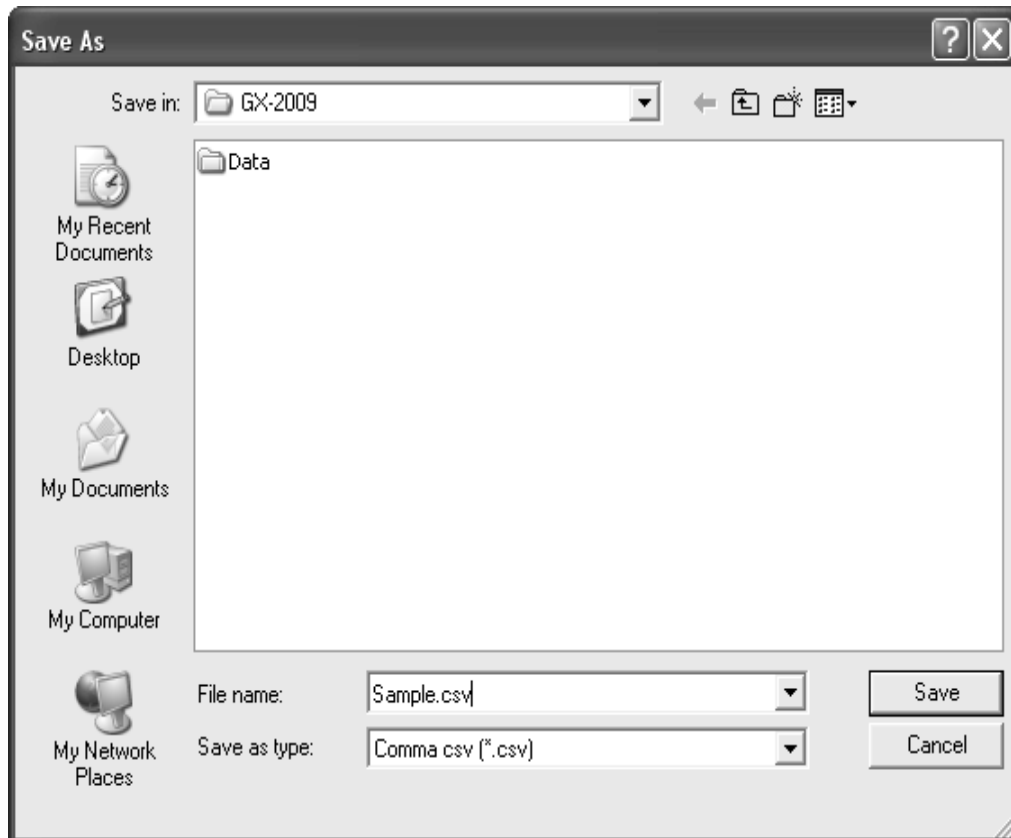 Save As
Save in: GX-2009
Data
My Recent
Documents
Desktop
My Documents
My Computer
My Network
Places
File name: Sample.csv
Save
Save as type: Comma csv (*.csv)
Cancel